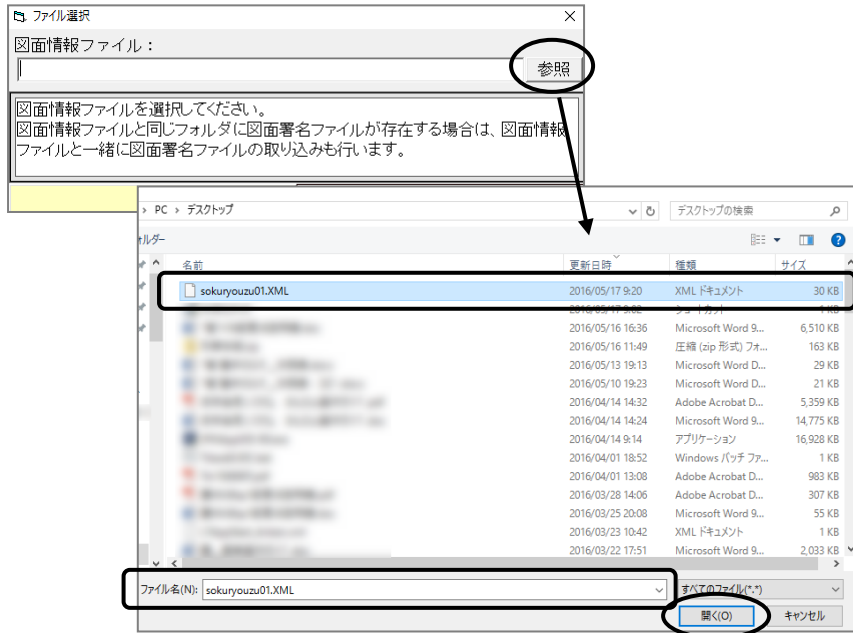 ファイル選択
図面情報ファイル：
参照
図面情報ファイルを選択してください。
図面情報ファイルと同じフォルダに図面署名ファイルが存在する場合は、図面情報
ファイルと一緒に図面署名ファイルの取り込みも行います。
› PC › デスクトップ
デスクトップの検索
ォルダー
名前 更新日時 種類 サイズ
sokuryouzu01.XML 2016/05/17 9:20 XML ドキュメント 30 KB
2016/05/16 16:36 Microsoft Word 9... 6,510 KB
2016/05/16 11:49 圧縮 (zip 形式) フォ... 163 KB
2016/05/13 19:13 Microsoft Word D... 29 KB
2016/05/10 19:23 Microsoft Word D... 21 KB
2016/04/14 14:32 Adobe Acrobat D... 5,359 KB
2016/04/14 14:24 Microsoft Word 9... 14,775 KB
2016/04/14 9:14 アプリケーション 16,928 KB
2016/04/01 18:52 Windows バッチ ファ... 1 KB
2016/04/01 13:08 Adobe Acrobat D... 983 KB
2016/03/28 14:06 Adobe Acrobat D... 307 KB
2016/03/25 20:08 Microsoft Word 9... 55 KB
2016/03/23 10:42 XML ドキュメント 1 KB
2016/03/22 17:51 Microsoft Word 9... 2,033 KB
ファイル名(N): sokuryouzu01.XML すべてのファイル(*.*)
開く(O) キャンセル